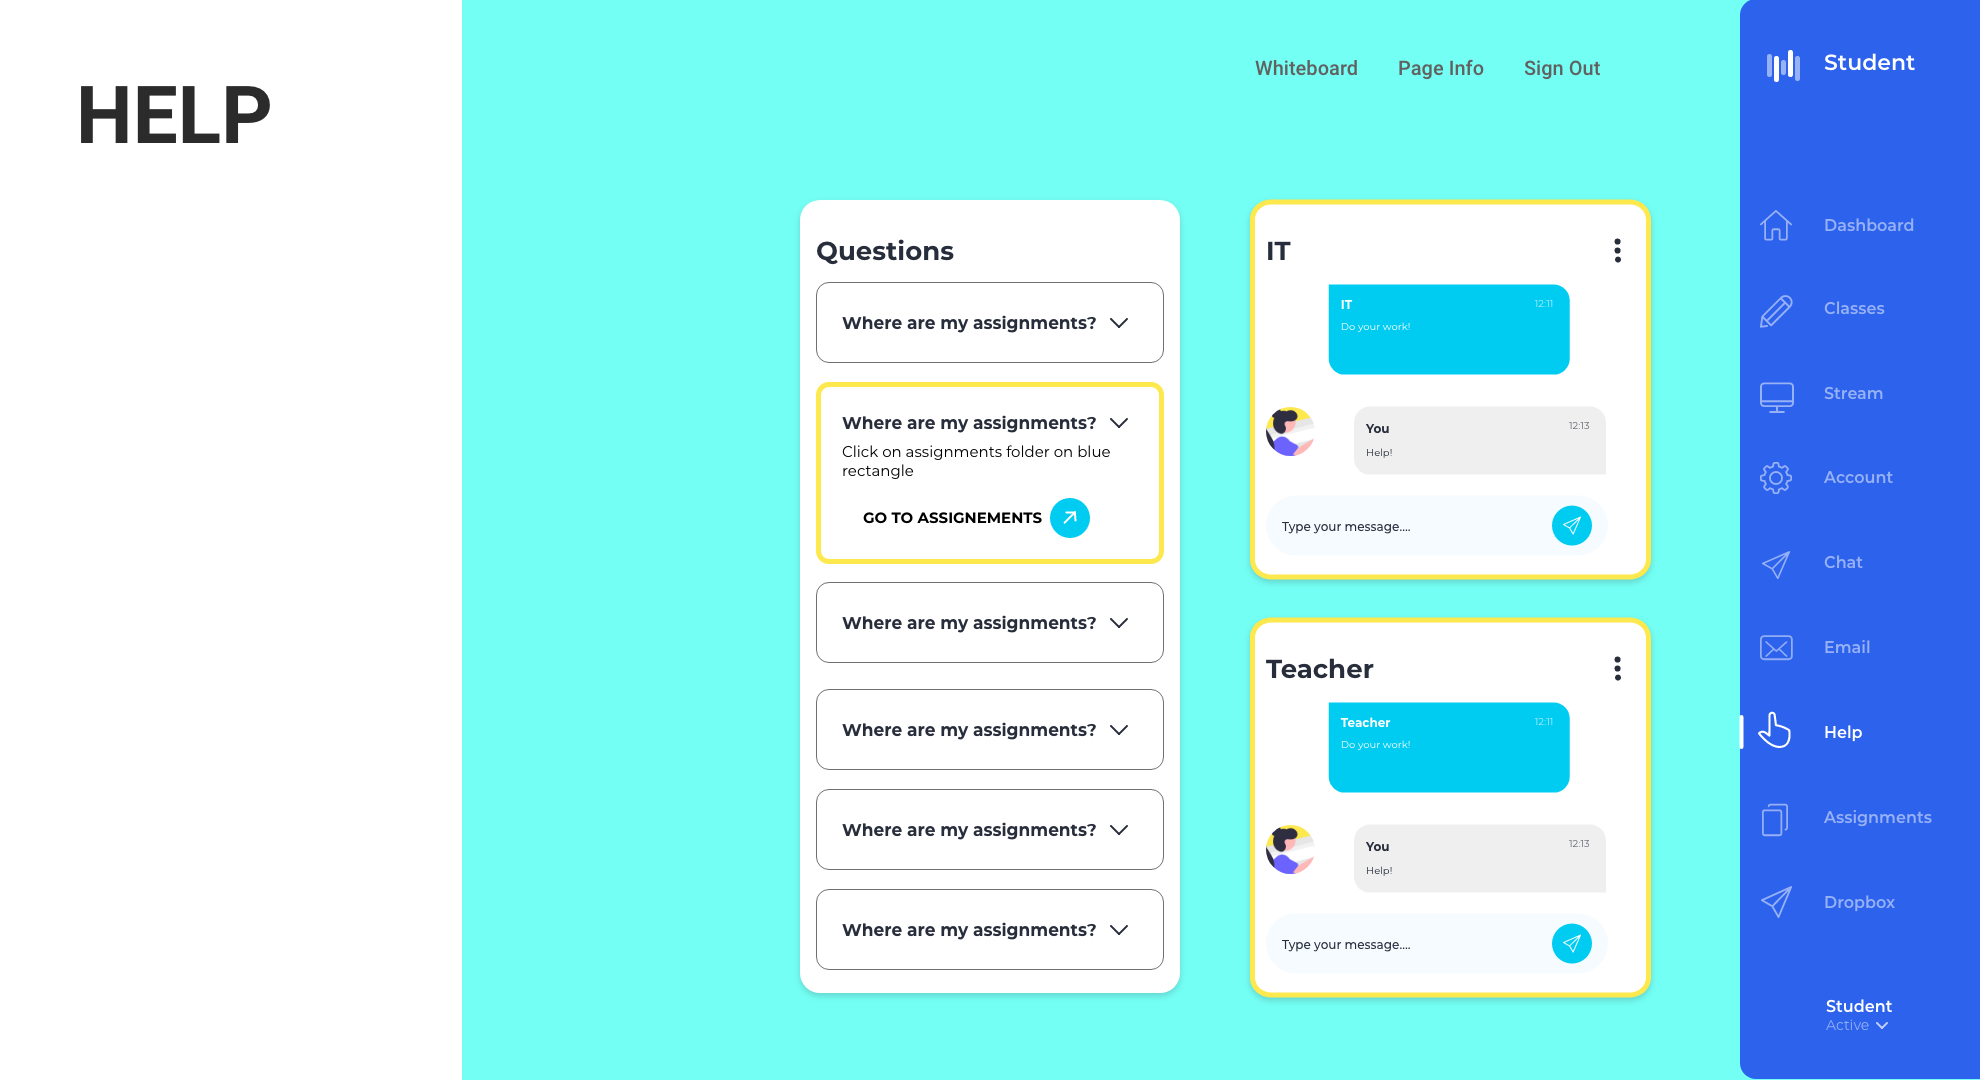 HELP
Whiteboard
Page Info
Sign Out
Questions
Where are my assignments?
Where are my assignments?
Click on assignments folder on blue
rectangle
GO TO ASSIGNEMENTS
Where are my assignments?
Where are my assignments?
Where are my assignments?
Where are my assignments?
IT
IT
12:11
Do your work!
You
12:13
Help!
Type your message....
Teacher
Teacher
12:11
Do your work!
You
12:13
Help!
Type your message....
Student
Dashboard
Classes
Stream
Account
Chat
Email
Help
Assignments
Dropbox
Student
Active